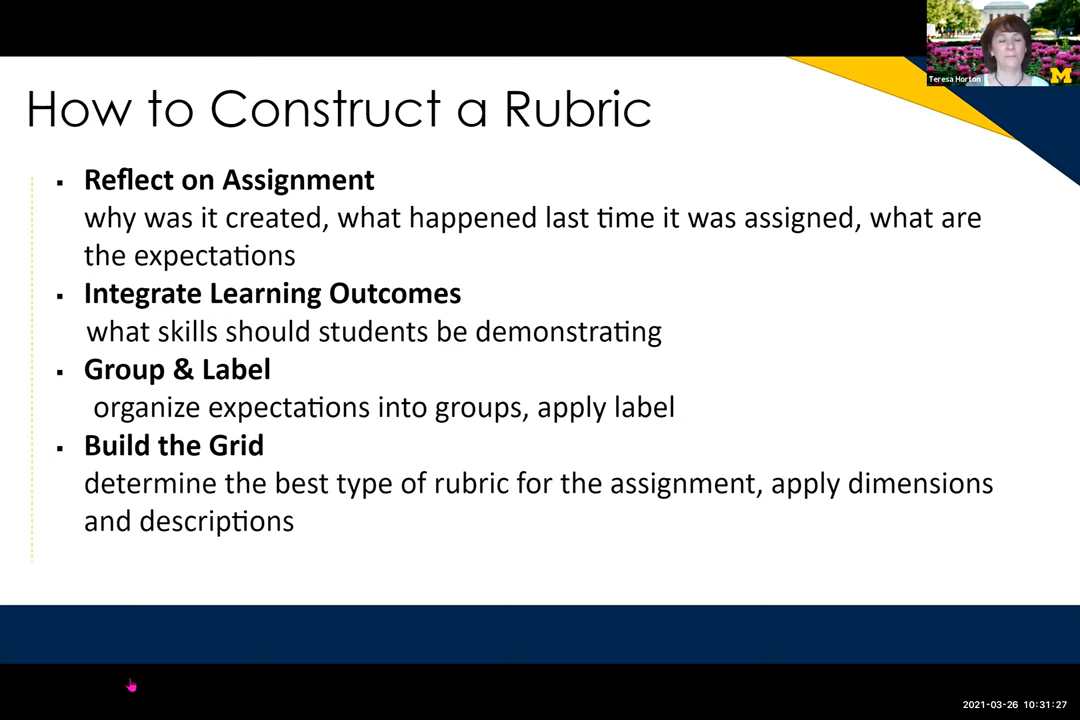 Teresa Horton
M
How to Construct a Rubric
▪ Reflect on Assignment
why was it created, what happened last time it was assigned, what are
the expectations
▪ Integrate Learning Outcomes
what skills should students be demonstrating
▪ Group & Label
organize expectations into groups, apply label
▪ Build the Grid
determine the best type of rubric for the assignment, apply dimensions
and descriptions
2021-03-26 10:31:27